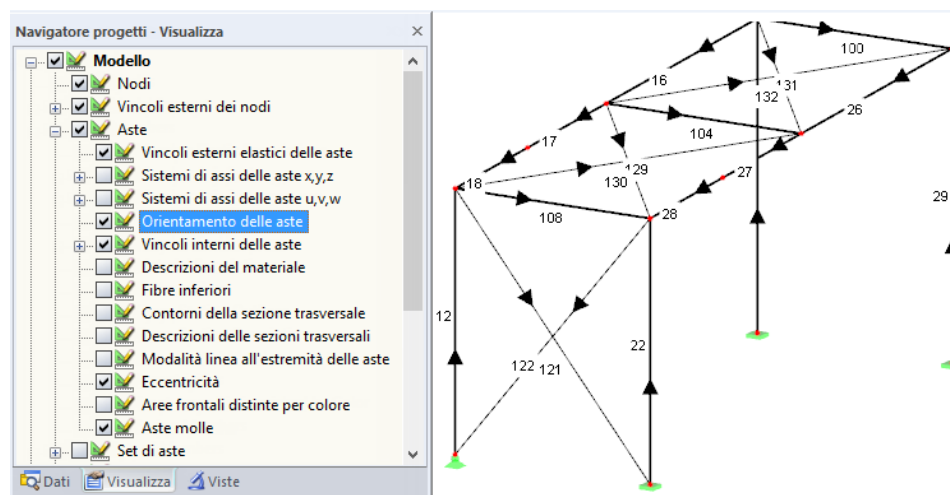 Navigatore progetti - Visualizza
Modello
Nodi
Vincoli esterni dei nodi
Aste
Vincoli esterni elastici delle aste
Sistemi di assi delle aste x,y,z
Sistemi di assi delle aste u,v,w
Orientamento delle aste
Vincoli interni delle aste
Descrizioni del materiale
Fibre inferiori
Contorni della sezione trasversale
Descrizioni delle sezioni trasversali
Modalità linea all'estremità delle aste
Eccentricità
Aree frontali distinte per colore
Aste molle
Set di aste
Dati
Visualizza
Viste
100
16
131
132
26
17
104
129
130
27
18
28
108
29
12
22
122
121